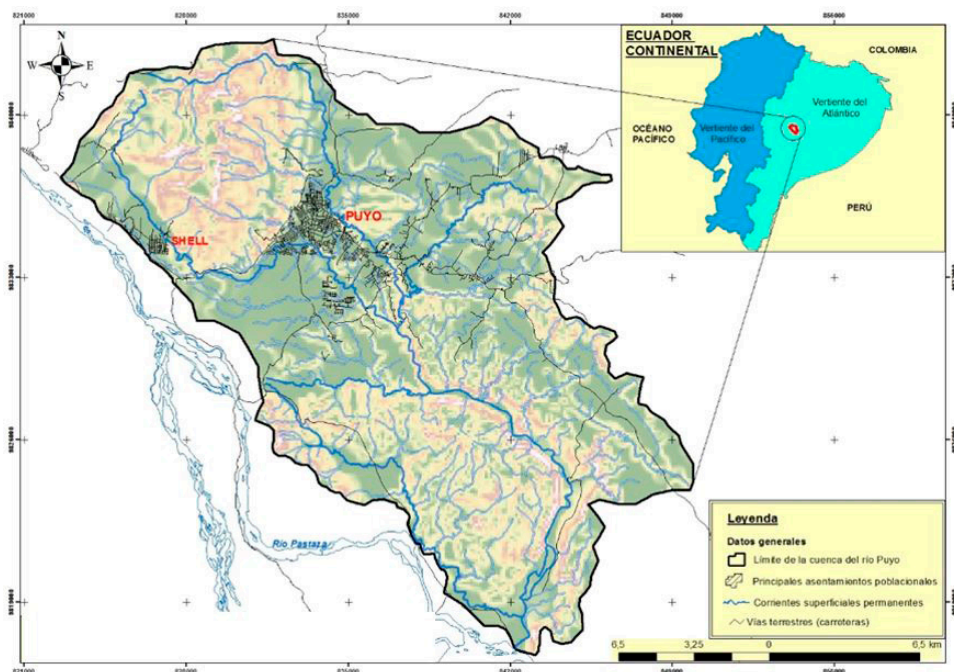 821000 828000 835000 842000 849000 856000
N
W E
S
ECUADOR
CONTINENTAL
COLOMBIA
Vertiente del
Atlántico
OCÉANO
PACÍFICO
Vertiente del
Pacífico
PERÚ
PUYO
SHELL
Río Pastaza
Leyenda
Datos generales
Límite de la cuenca del río Puyo
Principales asentamientos poblacionales
Corrientes superficiales permanentes
Vías terrestres (carroteras)
6,5 3,25 0 6,5 km